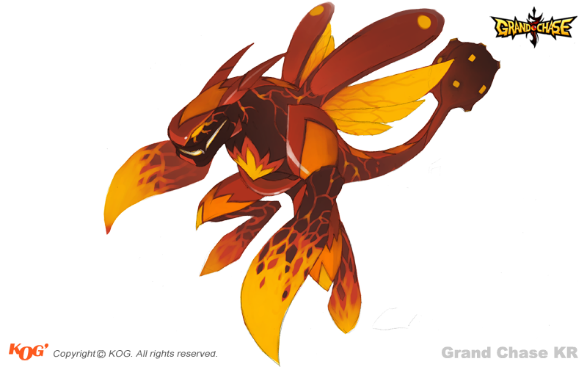 GRAND CHASE
KOG'
Copyright© KOG. All rights reserved.
Grand Chase KR